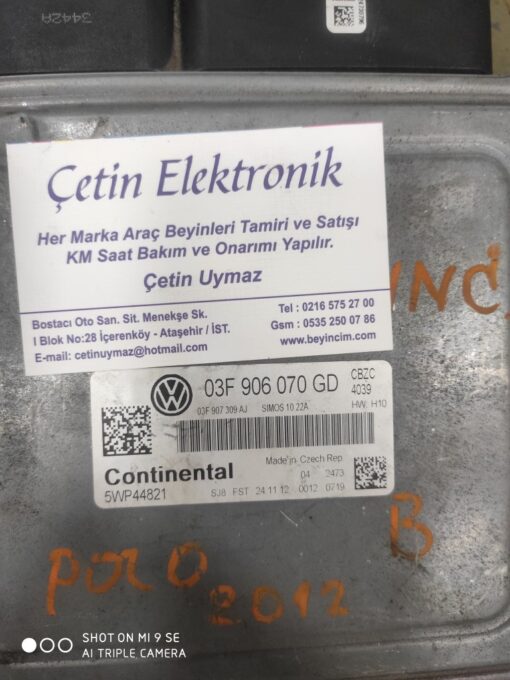 3442A
Çetin Elektronik
Her Marka Araç Beyinleri Tamiri ve Satışı
KM Saat Bakım ve Onarımı Yapılır.
Çetin Uymaz
Bostacı Oto San. Sit. Menekşe Sk.
I Blok No:28 İçerenköy - Ataşehir / İST.
E-mail: cetinuymaz@hotmail.com
Tel : 0216 575 27 00
Gsm : 0535 250 07 86
www.beyincim.com
03F 906 070 GD
CBZC
4039
03F 907 309 AJ SIMOS 10.22A
HW: H10
Made in Czech Rep.
Continental
04 2473
5WP44821
SJ8 FST 24.11.12 0012 0719
B
POLO
2012
SHOT ON MI 9 SE
AI TRIPLE CAMERA